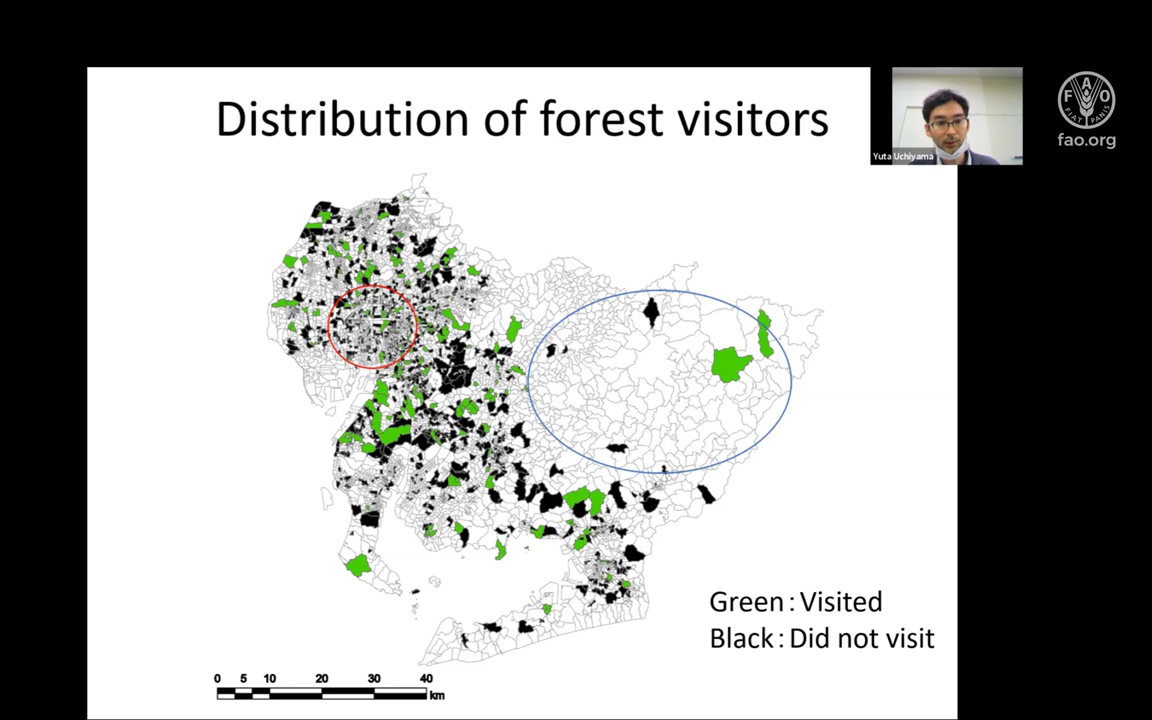 Distribution of forest visitors
Yuta Uchiyama
F A O
FIAT PANIS
fao.org
Green:Visited
Black:Did not visit
0 5 10 20 30 40
km